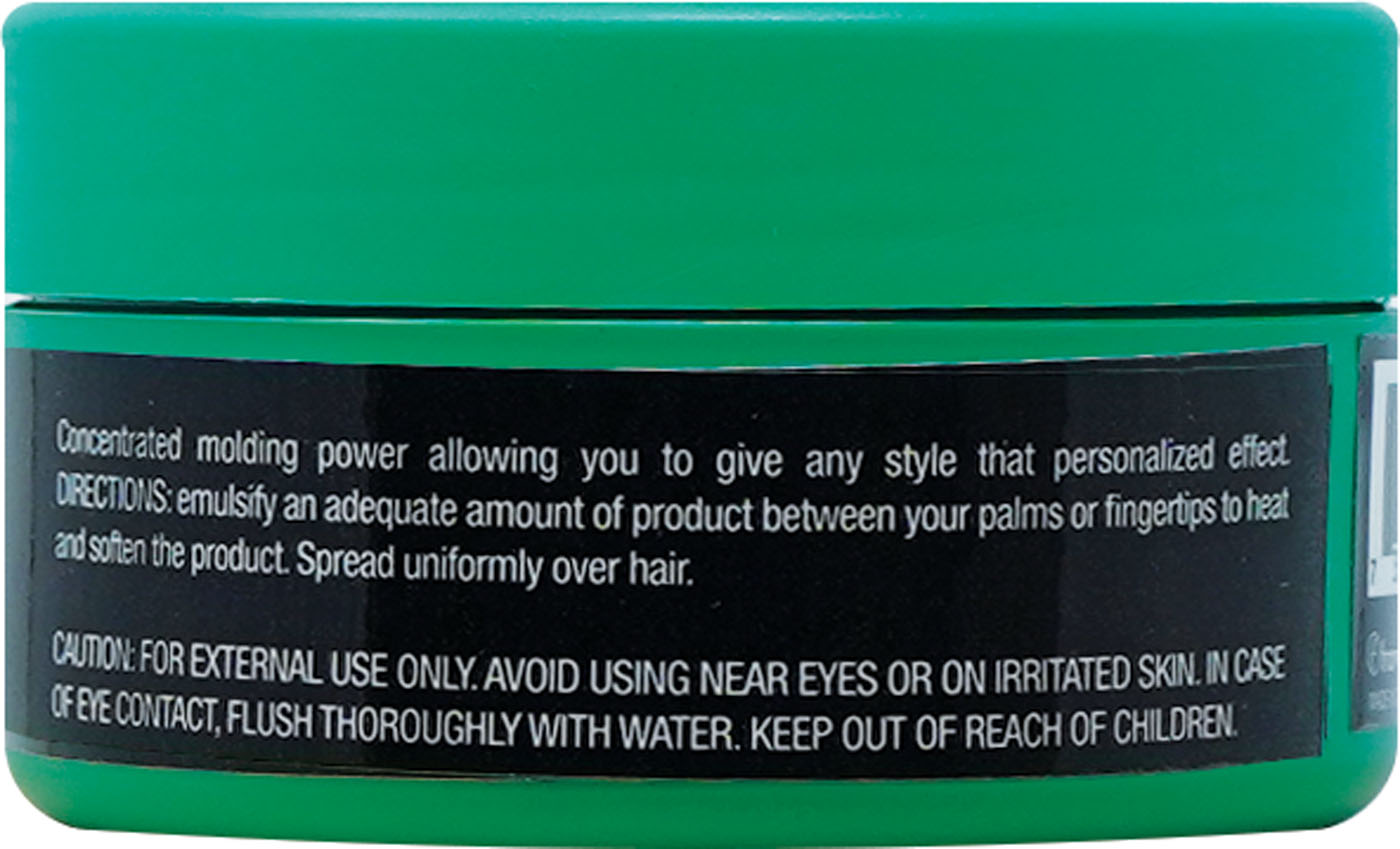 Concentrated molding power allowing you to give any style that personalized effect.
DIRECTIONS: emulsify an adequate amount of product between your palms or fingertips to heat
and soften the product. Spread uniformly over hair.
CAUTION: FOR EXTERNAL USE ONLY. AVOID USING NEAR EYES OR ON IRRITATED SKIN. IN CASE
OF EYE CONTACT, FLUSH THOROUGHLY WITH WATER. KEEP OUT OF REACH OF CHILDREN.
7